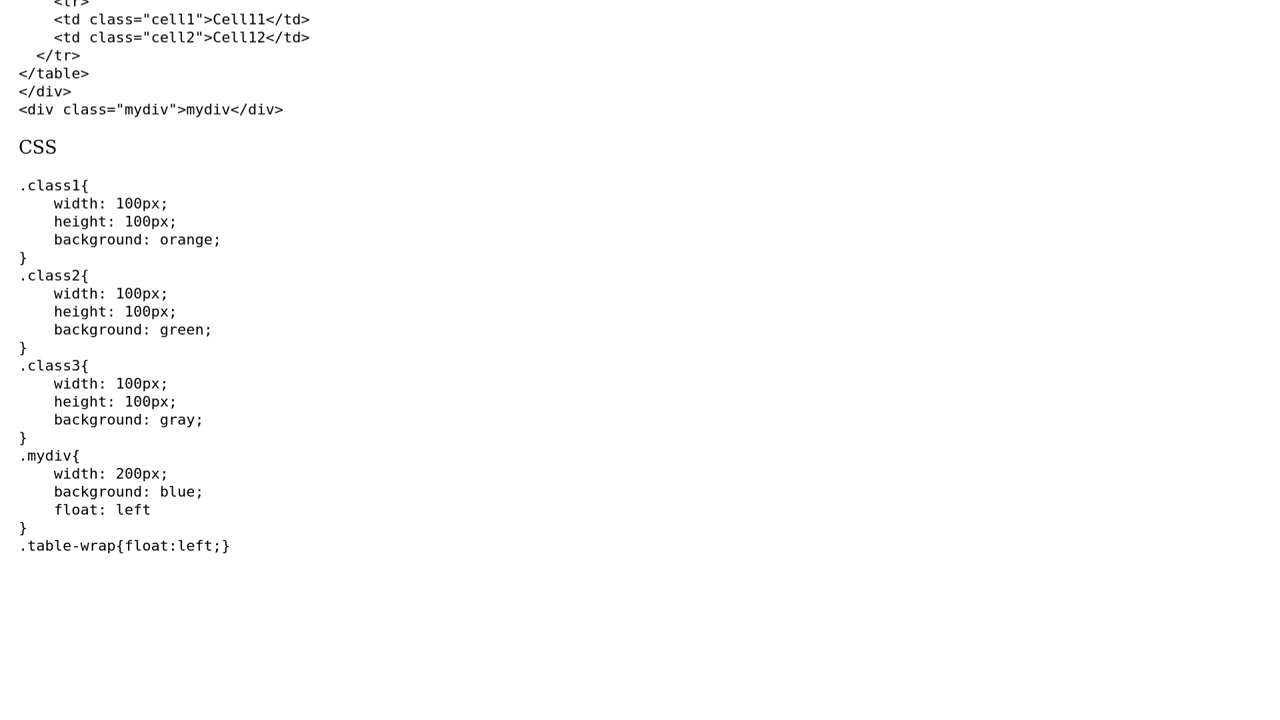 <tr>
    <td class="cell1">Cell11</td>
    <td class="cell2">Cell12</td>
  </tr>
</table>
</div>
<div class="mydiv">mydiv</div>
CSS
.class1{
    width: 100px;
    height: 100px;
    background: orange;
}
.class2{
    width: 100px;
    height: 100px;
    background: green;
}
.class3{
    width: 100px;
    height: 100px;
    background: gray;
}
.mydiv{
    width: 200px;
    background: blue;
    float: left
}
.table-wrap{float:left;}